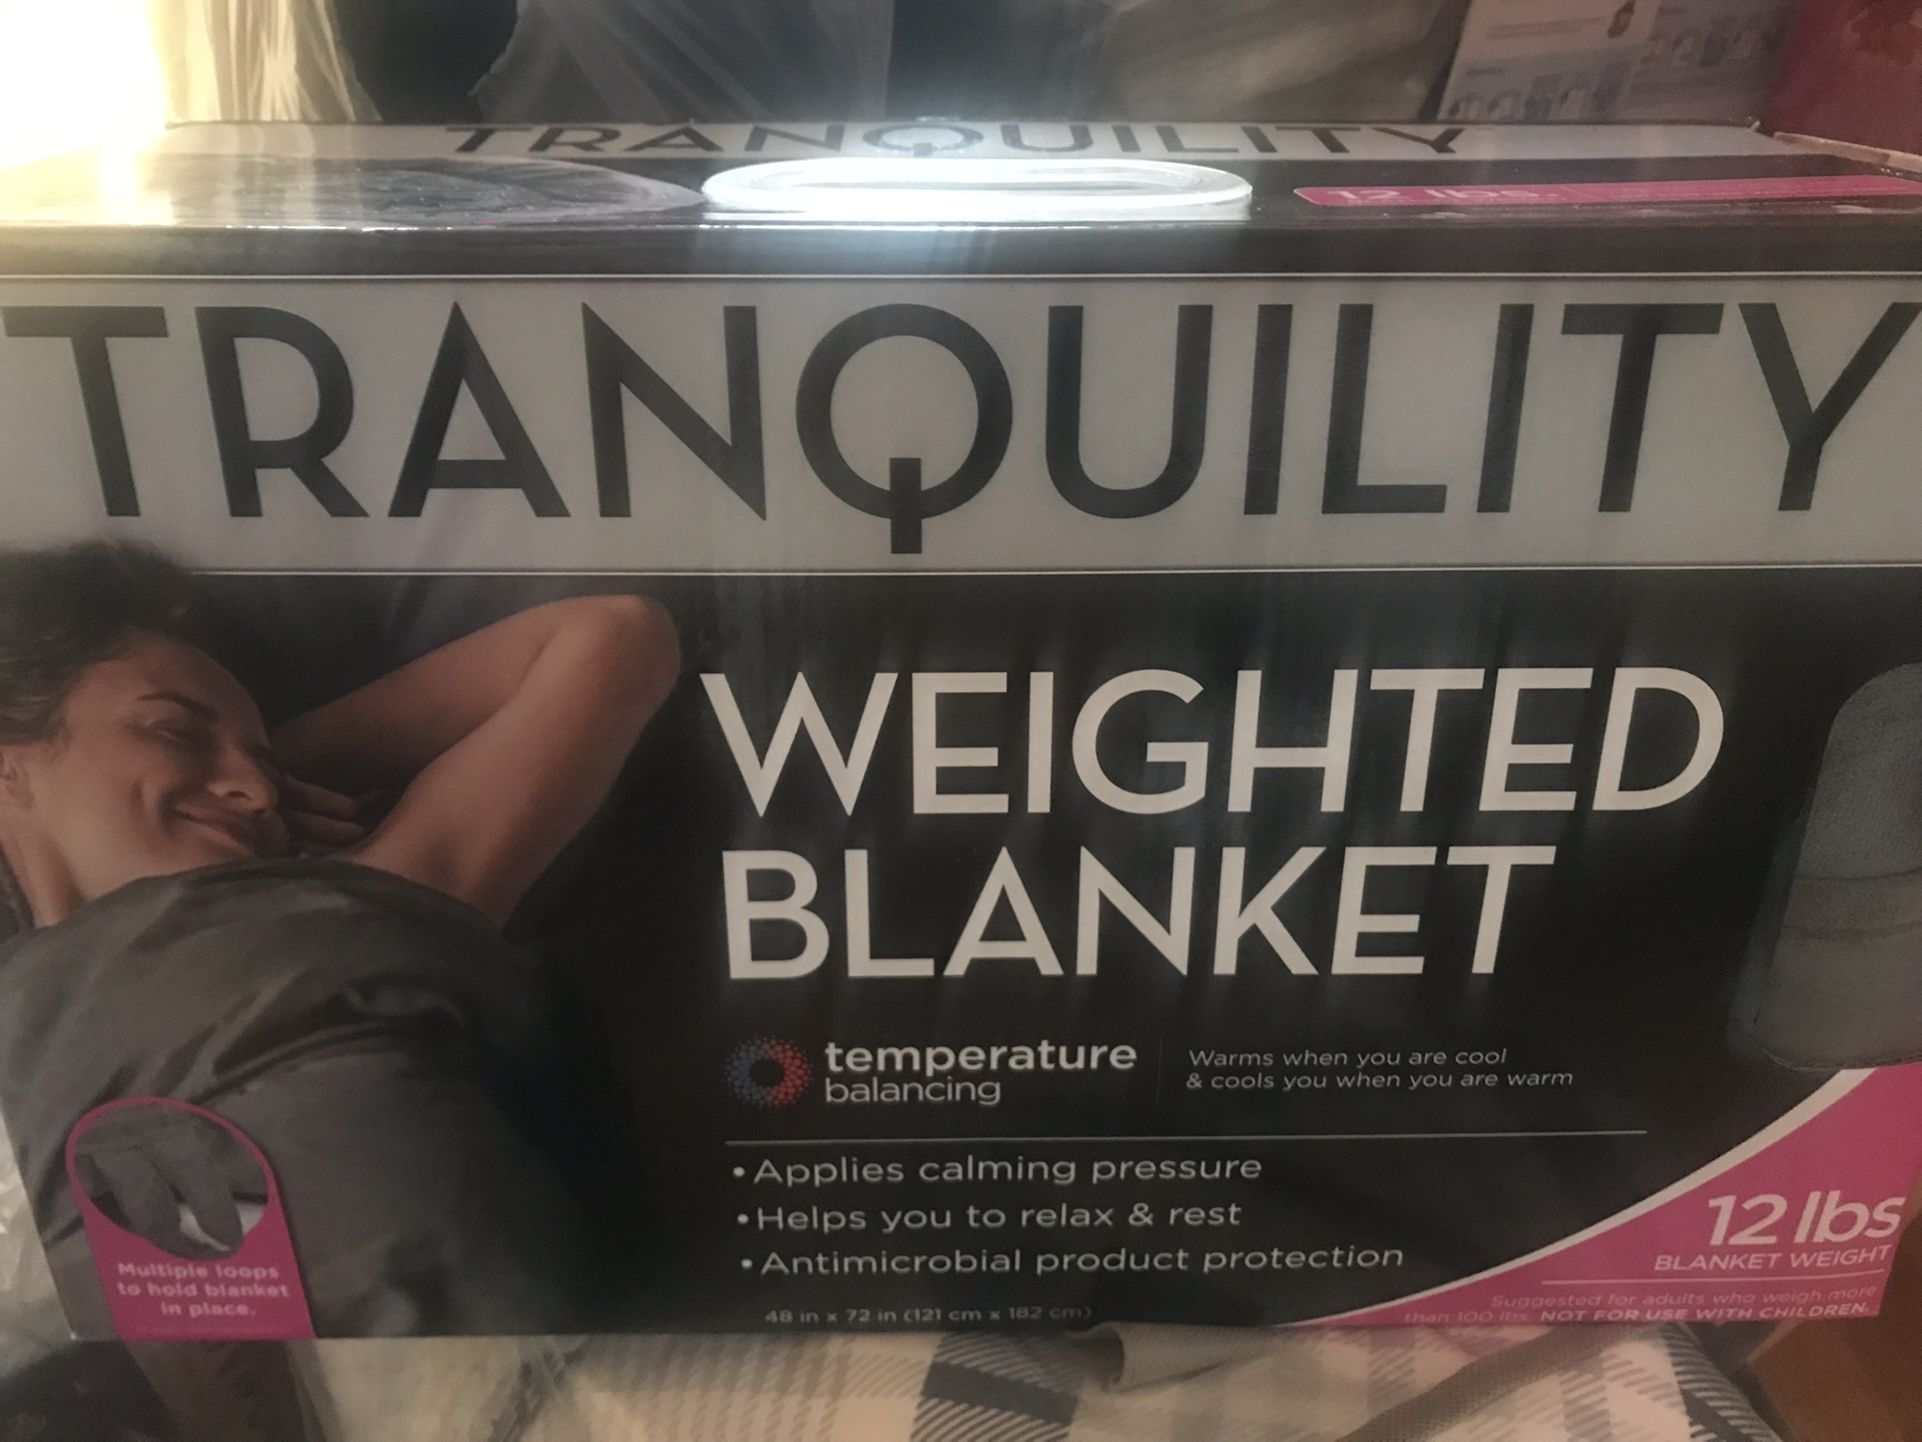 TRANQUILITY
12 lbs
TRANQUILITY
WEIGHTED
BLANKET
temperature
balancing
Warms when you are cool
& cools you when you are warm
• Applies calming pressure
• Helps you to relax & rest
• Antimicrobial product protection
48 in x 72 in (121 cm x 182 cm)
Multiple loops
to hold blanket
in place.
12 lbs
BLANKET WEIGHT
Suggested for adults who weigh more
than 100 lbs. NOT FOR USE WITH CHILDREN.